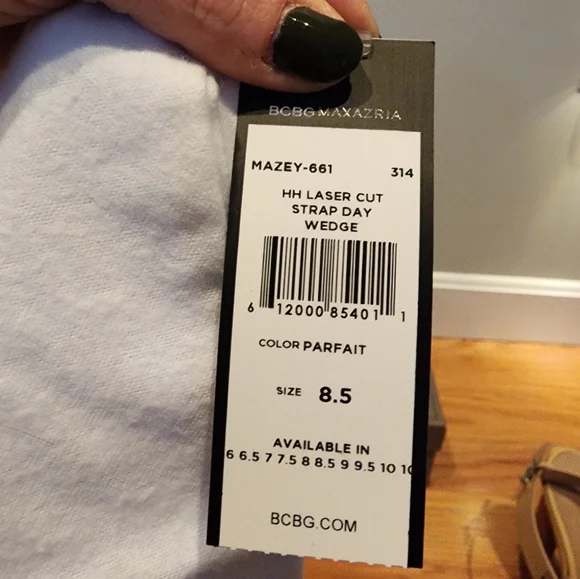 BCBGMAXAZRIA
MAZEY-661 314
HH LASER CUT
STRAP DAY
WEDGE
6 12000 85401 1
COLOR PARFAIT
SIZE 8.5
AVAILABLE IN
6 6.5 7 7.5 8 8.5 9 9.5 10 10
BCBG.COM